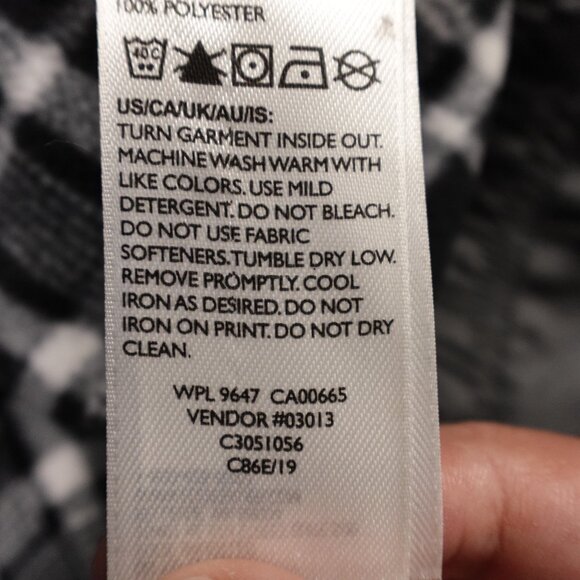 100% POLYESTER
40C
US/CA/UK/AU/IS:
TURN GARMENT INSIDE OUT.
MACHINE WASH WARM WITH
LIKE COLORS. USE MILD
DETERGENT. DO NOT BLEACH.
DO NOT USE FABRIC
SOFTENERS. TUMBLE DRY LOW.
REMOVE PROMPTLY. COOL
IRON AS DESIRED. DO NOT
IRON ON PRINT. DO NOT DRY
CLEAN.
WPL 9647 CA00665
VENDOR #03013
C3051056
C86E/19